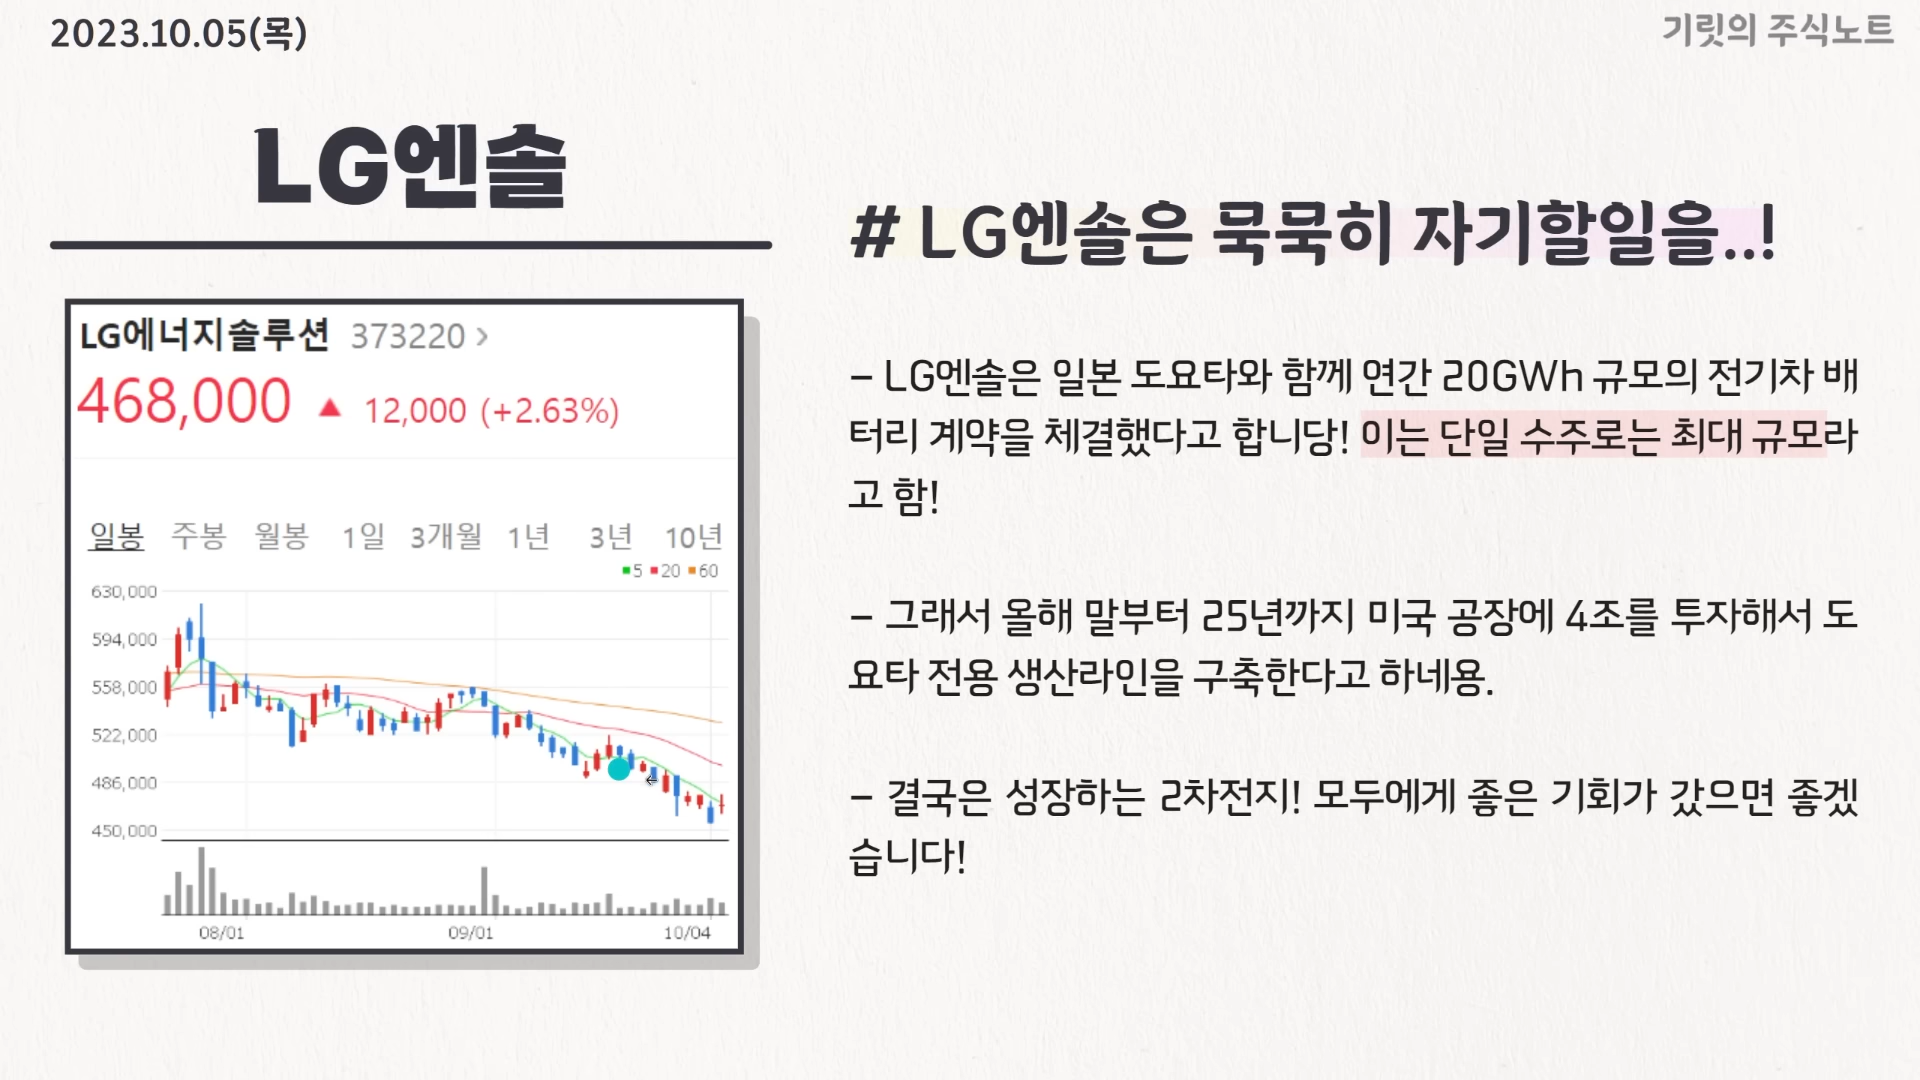 2023.10.05(목)
기릿의 주식노트
LG엔솔
LG에너지솔루션 373220 >
468,000 ▲ 12,000 (+2.63%)
일봉 주봉 월봉 1일 3개월 1년 3년 10년
5 20 60
630,000
594,000
558,000
522,000
486,000
450,000
08/01 09/01 10/04
# LG엔솔은 묵묵히 자기할일을..!
- LG엔솔은 일본 도요타와 함께 연간 20GWh 규모의 전기차 배
터리 계약을 체결했다고 합니당! 이는 단일 수주로는 최대 규모라
고 함!
- 그래서 올해 말부터 25년까지 미국 공장에 4조를 투자해서 도
요타 전용 생산라인을 구축한다고 하네용.
- 결국은 성장하는 2차전지! 모두에게 좋은 기회가 갔으면 좋겠
습니다!